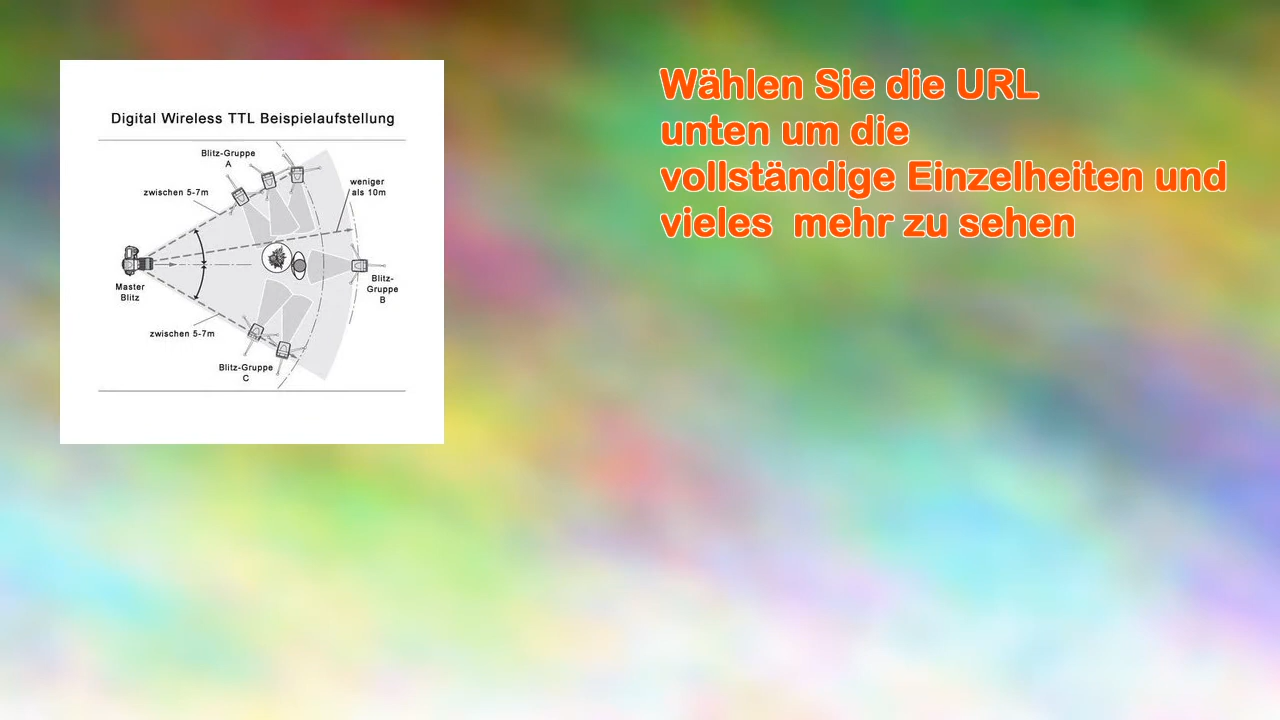 Digital Wireless TTL Beispielaufstellung
Blitz-Gruppe
A
zwischen 5-7m
weniger
als 10m
Master
Blitz
Blitz-
Gruppe
B
zwischen 5-7m
Blitz-Gruppe
C
Wählen Sie die URL
unten um die
vollständige Einzelheiten und
vieles  mehr zu sehen